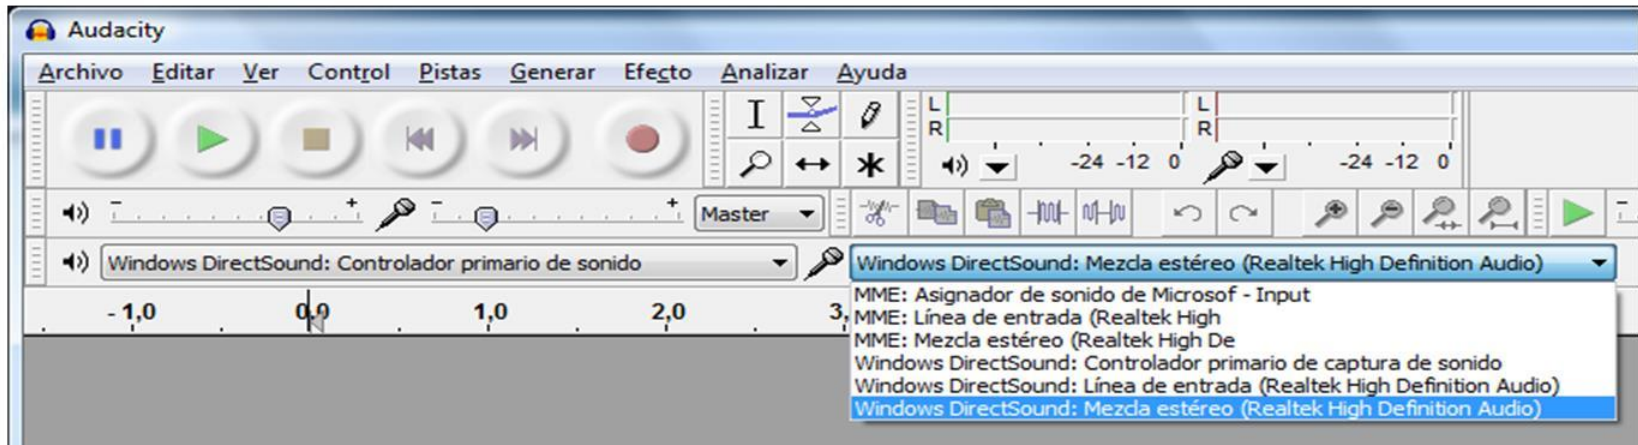 Audacity
Archivo Editar Ver Control Pistas Generar Efecto Analizar Ayuda
L
R
-24 -12 0
L
R
-24 -12 0
- + - + Master
Windows DirectSound: Controlador primario de sonido
Windows DirectSound: Mezcla estéreo (Realtek High Definition Audio)
- 1,0 0,0 1,0 2,0 3,
MME: Asignador de sonido de Microsof - Input
MME: Línea de entrada (Realtek High
MME: Mezcla estéreo (Realtek High De
Windows DirectSound: Controlador primario de captura de sonido
Windows DirectSound: Línea de entrada (Realtek High Definition Audio)
Windows DirectSound: Mezcla estéreo (Realtek High Definition Audio)